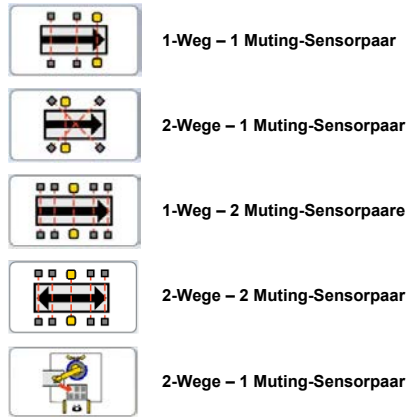 1-Weg – 1 Muting-Sensorpaar
2-Wege – 1 Muting-Sensorpaar
1-Weg – 2 Muting-Sensorpaare
2-Wege – 2 Muting-Sensorpaar
2-Wege – 1 Muting-Sensorpaar